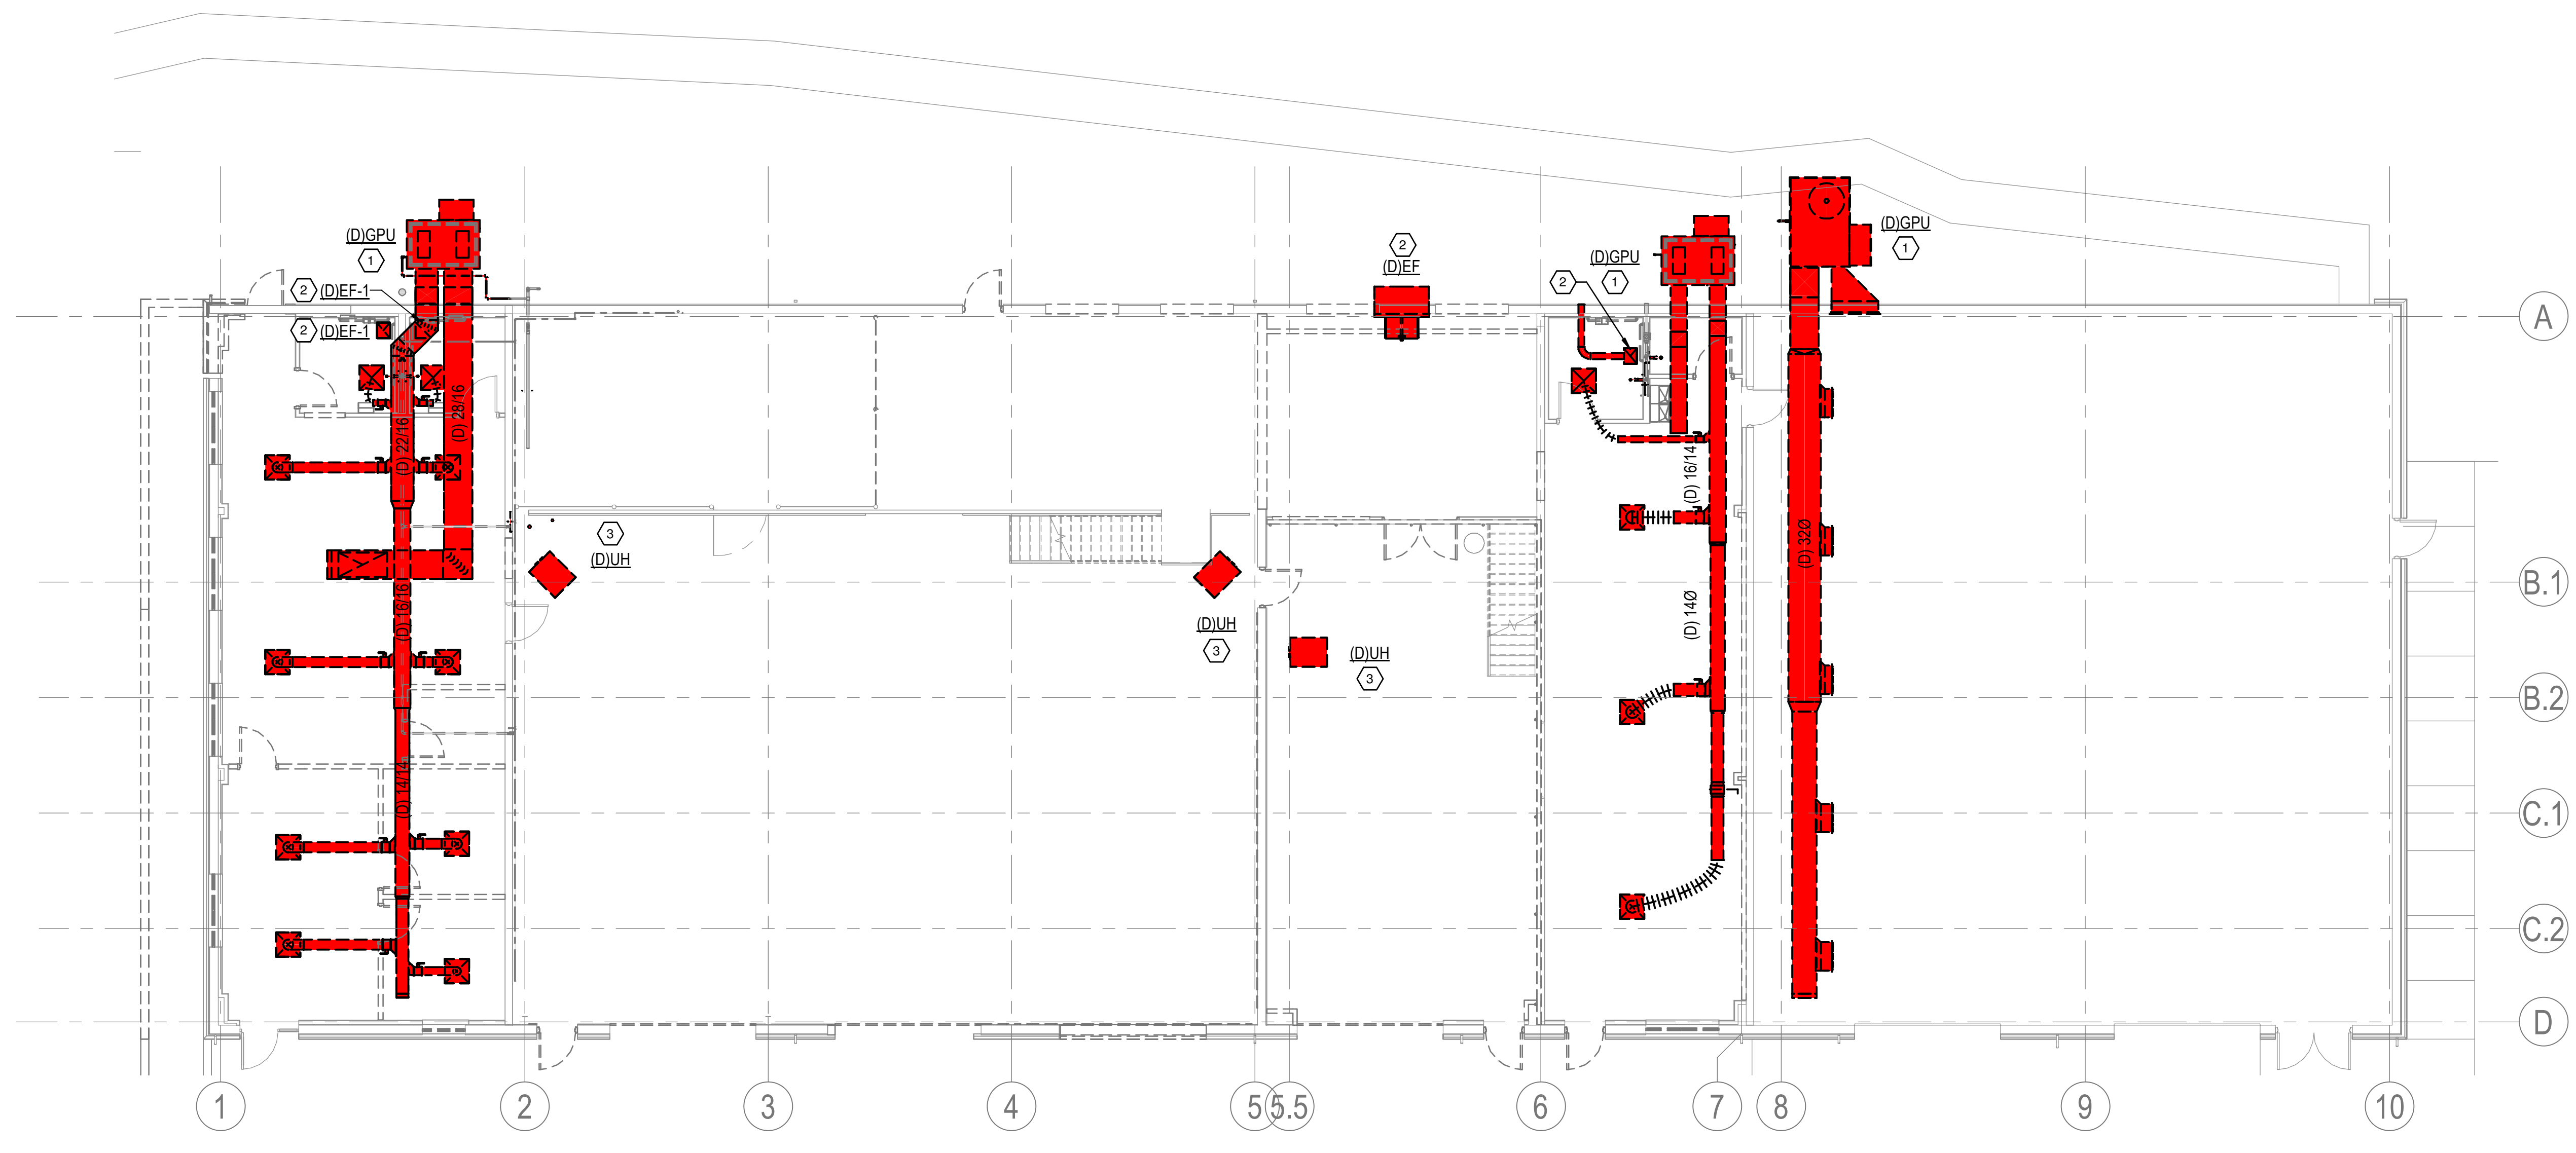 (D)GPU
1
2 (D)EF-1
2 (D)EF-1
(D) 22/16
(D) 28/16
(D) 16/16
(D) 14/14
3
(D)UH
(D)UH
3
(D)UH
3
2
(D)EF
(D)GPU
2
1
(D) 16/14
(D) 14Ø
(D) 32Ø
(D)GPU
1
A
B.1
B.2
C.1
C.2
D
1
2
3
4
5
5.5
6
7
8
9
10